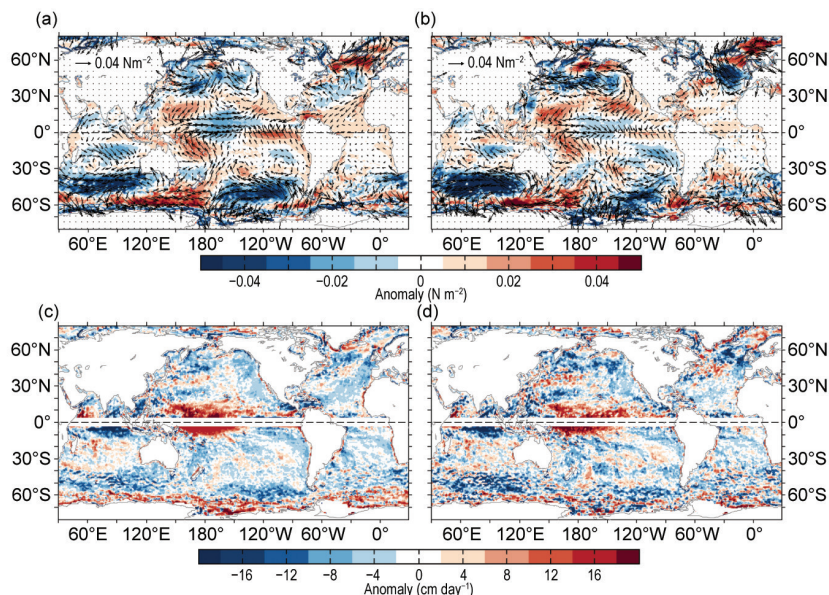 (a) (b)
0.04 Nm⁻² 0.04 Nm⁻²
60°N 60°N
30°N 30°N
0° 0°
30°S 30°S
60°S 60°S
60°E 120°E 180° 120°W 60°W 0° 60°E 120°E 180° 120°W 60°W 0°
−0.04 −0.02 0 0.02 0.04
Anomaly (N m⁻²)
(c) (d)
60°N 60°N
30°N 30°N
0° 0°
30°S 30°S
60°S 60°S
60°E 120°E 180° 120°W 60°W 0° 60°E 120°E 180° 120°W 60°W 0°
−16 −12 −8 −4 0 4 8 12 16
Anomaly (cm day⁻¹)